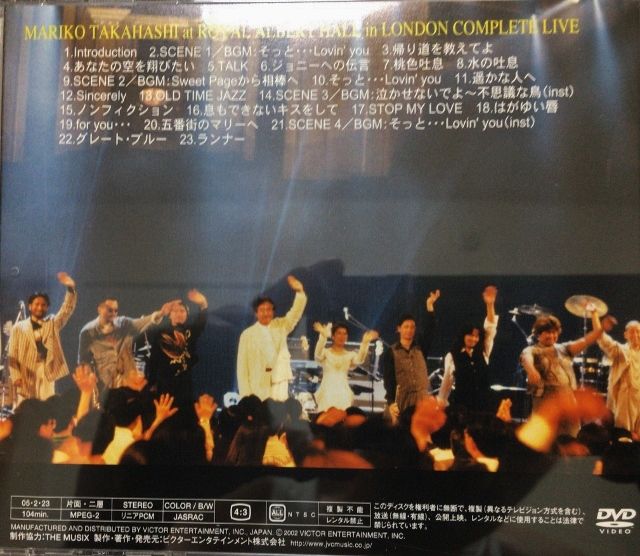 MARIKO TAKAHASHI at ROYAL ALBERT HALL in LONDON COMPLETE LIVE
1.Introduction 2.SCENE 1／BGM：そっと･･･Lovin' you 3.帰り道を教えてよ
4.あなたの空を翔びたい 5.TALK 6.ジョニーへの伝言 7.桃色吐息 8.水の吐息
9.SCENE 2／BGM：Sweet Pageから相棒へ 10.そっと･･･Lovin' you 11.遥かな人へ
12.Sincerely 13.OLD TIME JAZZ 14.SCENE 3／BGM：泣かせないでよ〜不思議な鳥(inst)
15.ノンフィクション 16.息もできないキスをして 17.STOP MY LOVE 18.はがゆい唇
19.for you･･･ 20.五番街のマリーへ 21.SCENE 4／BGM：そっと･･･Lovin' you(inst)
22.グレート・ブルー 23.ランナー
05・2・23 片面・二層 STEREO COLOR / B/W
104min. MPEG-2 リニアPCM JASRAC
4:3 ALL NTSC
複製不能
レンタル禁止
このディスクを権利者に無断で、複製（異なるテレビジョン方式を含む）、
放送（無線・有線）、公開上映、レンタルなどに使用することは法律で
禁じられています。
DVD
VIDEO
MANUFACTURED AND DISTRIBUTED BY VICTOR ENTERTAINMENT, INC. JAPAN. © 2002 VICTOR ENTERTAINMENT, INC.
制作協力：THE MUSIX 製作・著作・発売元：ビクターエンタテインメント株式会社 http://www.jvcmusic.co.jp/